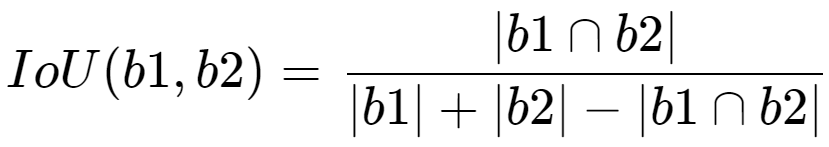 IoU(b1, b2) = |b1 ∩ b2| / |b1| + |b2| − |b1 ∩ b2|